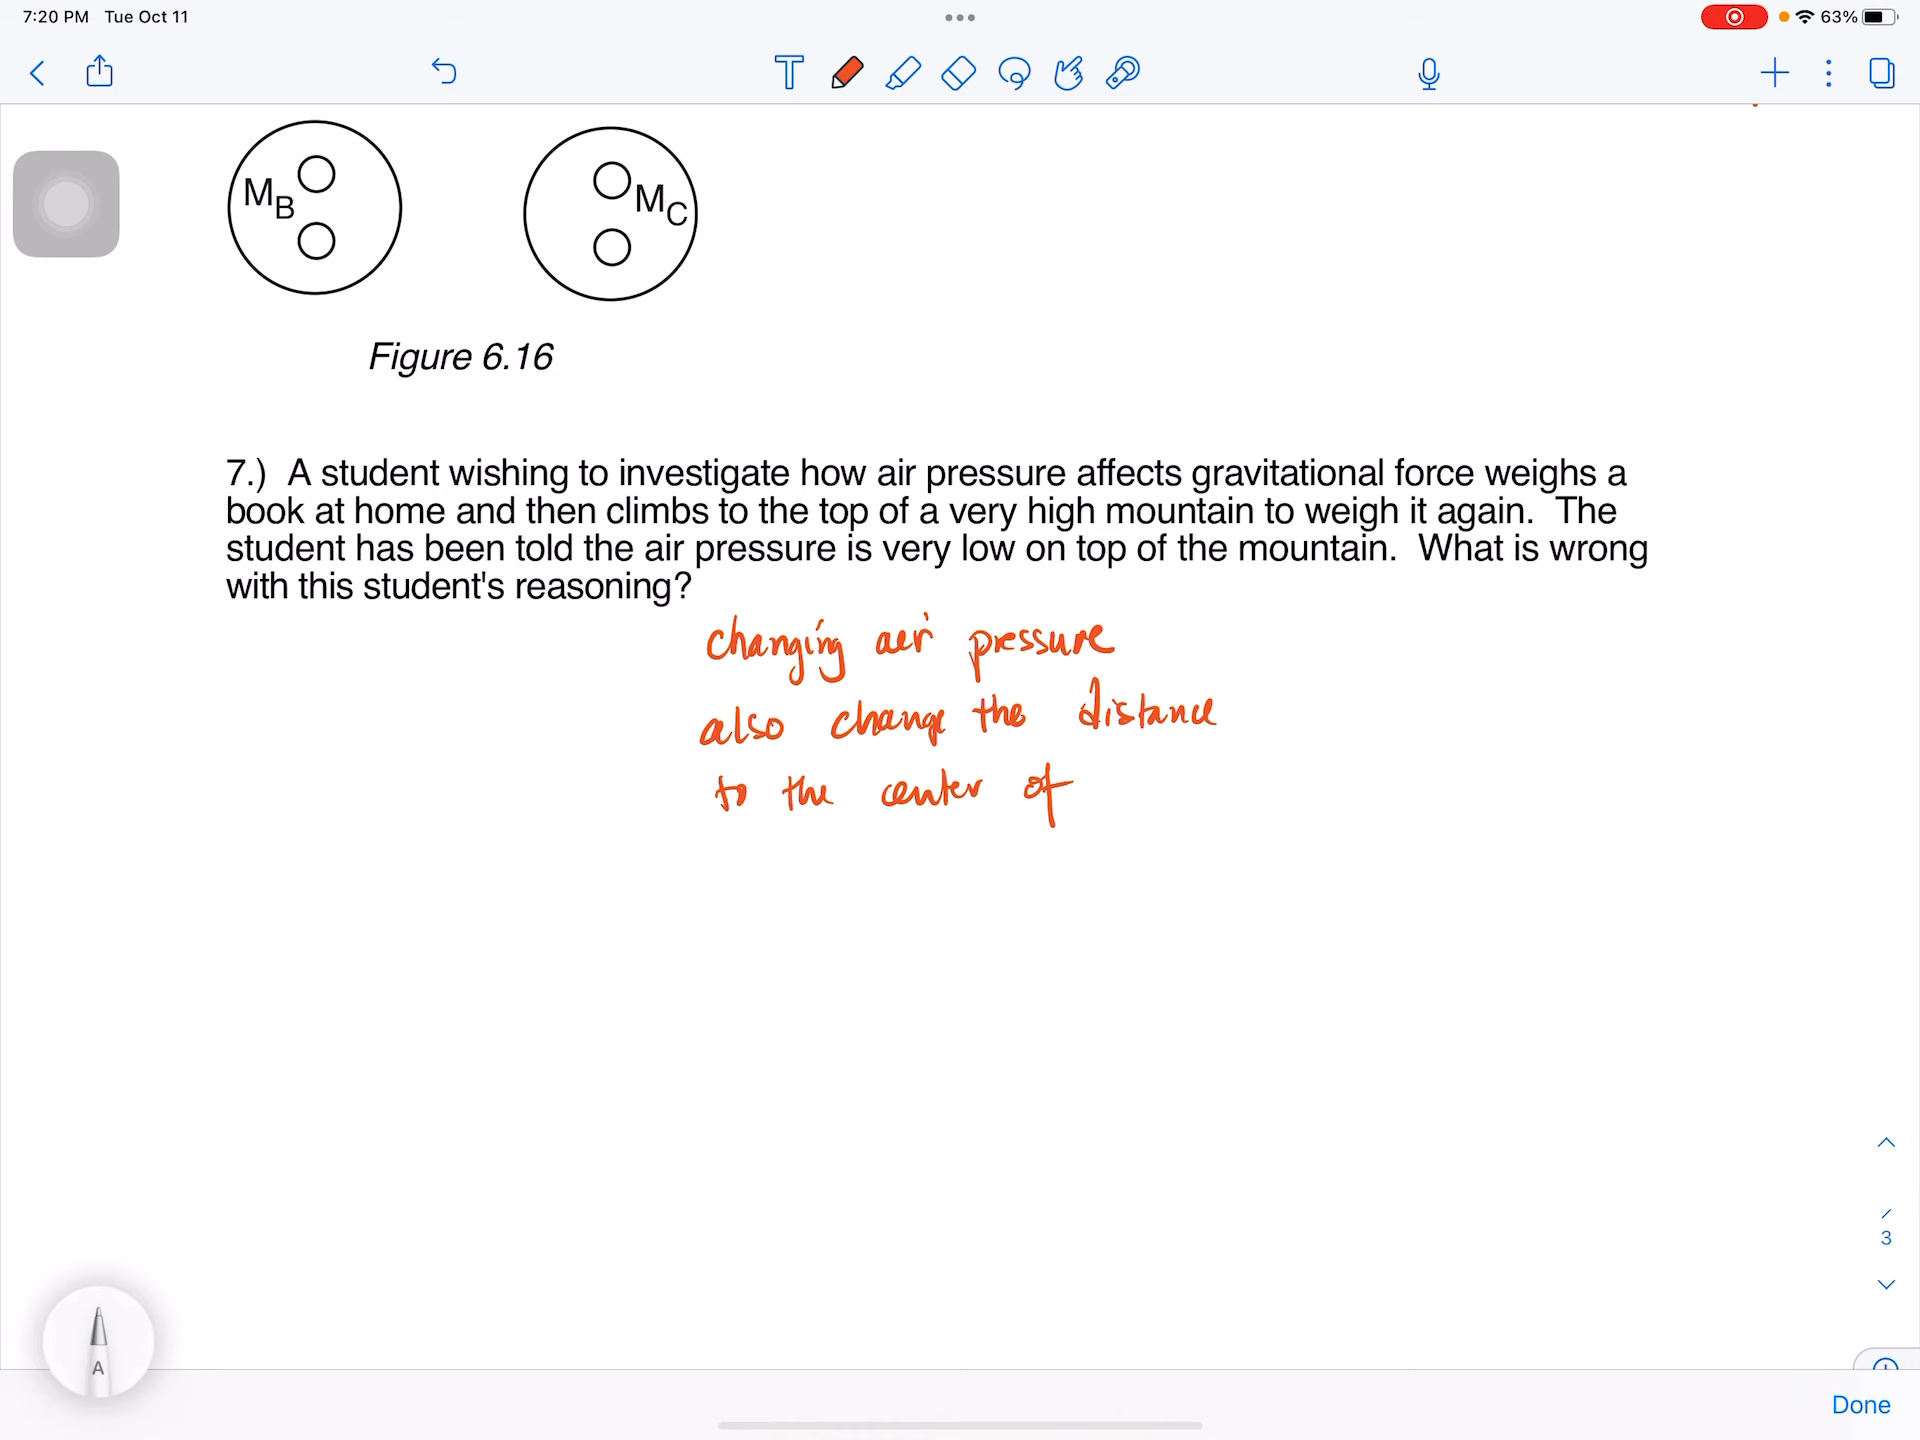 7:20 PM Tue Oct 11
63%
T
MB
MC
Figure 6.16
7.) A student wishing to investigate how air pressure affects gravitational force weighs a
book at home and then climbs to the top of a very high mountain to weigh it again. The
student has been told the air pressure is very low on top of the mountain. What is wrong
with this student's reasoning?
changing air pressure
also change the distance
to the center of
3
A
Done